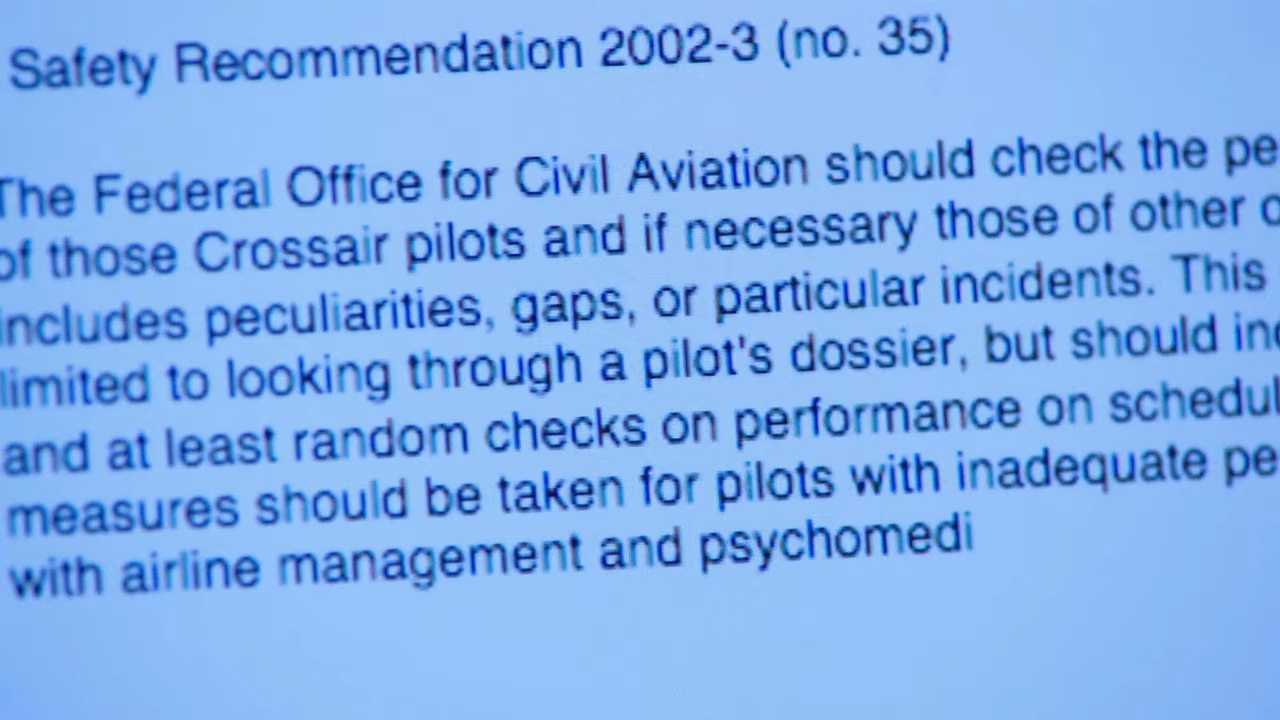 Safety Recommendation 2002-3 (no. 35)
The Federal Office for Civil Aviation should check the pe
of those Crossair pilots and if necessary those of other
includes peculiarities, gaps, or particular incidents. This
limited to looking through a pilot's dossier, but should inc
and at least random checks on performance on schedul
measures should be taken for pilots with inadequate pe
with airline management and psychomedi